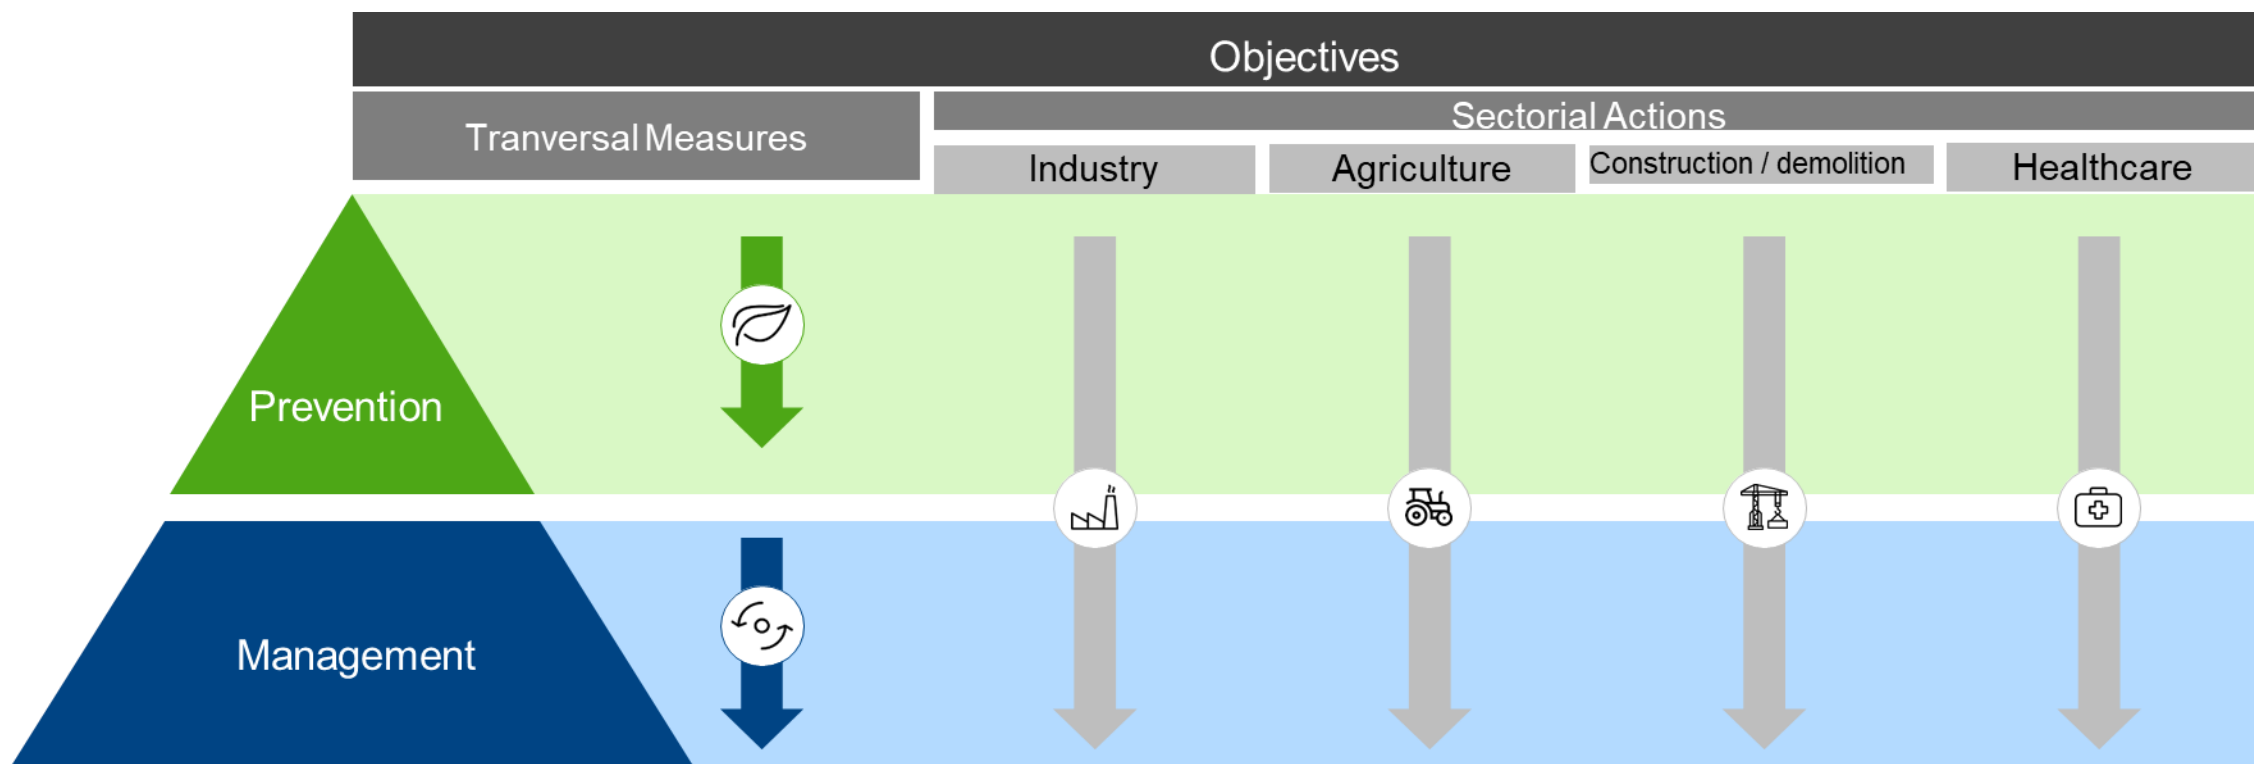 Objectives
Tranversal Measures
Sectorial Actions
Industry
Agriculture
Construction / demolition
Healthcare
Prevention
Management